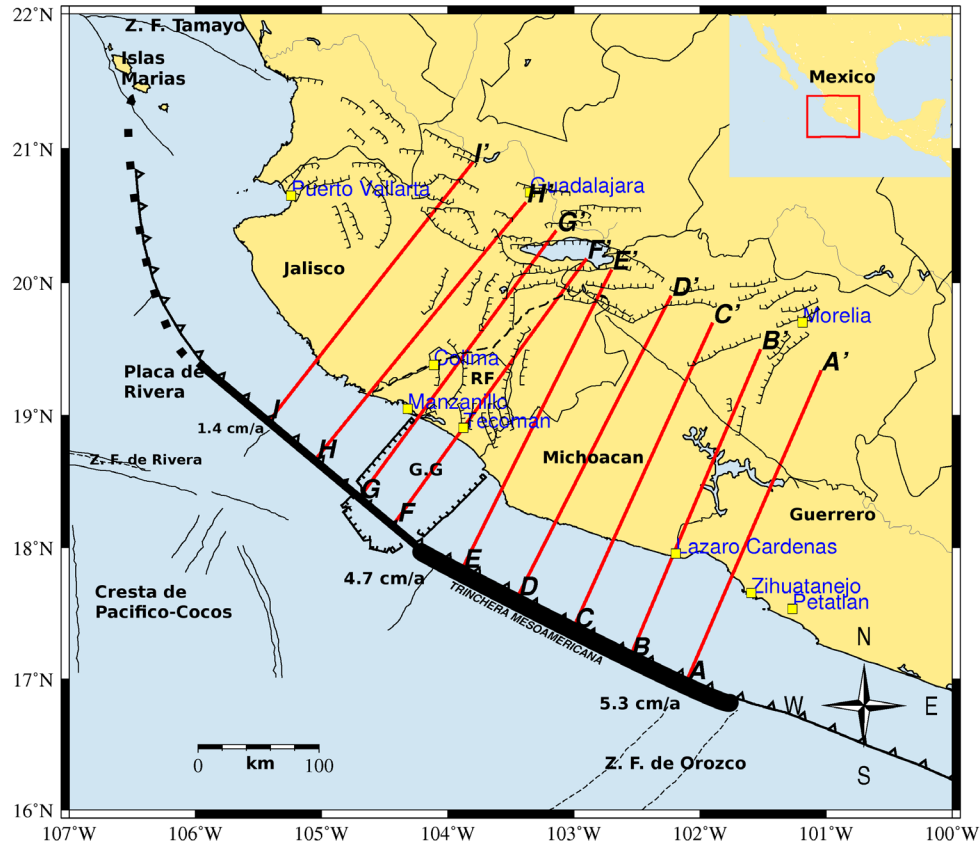 22°N
Z. F. Tamayo
Islas
Marias
Mexico
21°N
I'
Puerto Vallarta
Guadalajara
H'
G'
F'
E'
Jalisco
20°N
D'
C'
Morelia
B'
A'
Colima
RF
Placa de
Rivera
Manzanillo
Tecoman
19°N
I
1.4 cm/a
H
Z. F. de Rivera
G.G
Michoacan
G
F
Guerrero
18°N
Lazaro Cardenas
E
4.7 cm/a
D
Zihuatanejo
Petatlan
Cresta de
Pacifico-Cocos
TRINCHERA MESOAMERICANA
C
B
N
A
17°N
5.3 cm/a
W
E
S
Z. F. de Orozco
0
km
100
16°N
107°W
106°W
105°W
104°W
103°W
102°W
101°W
100°W